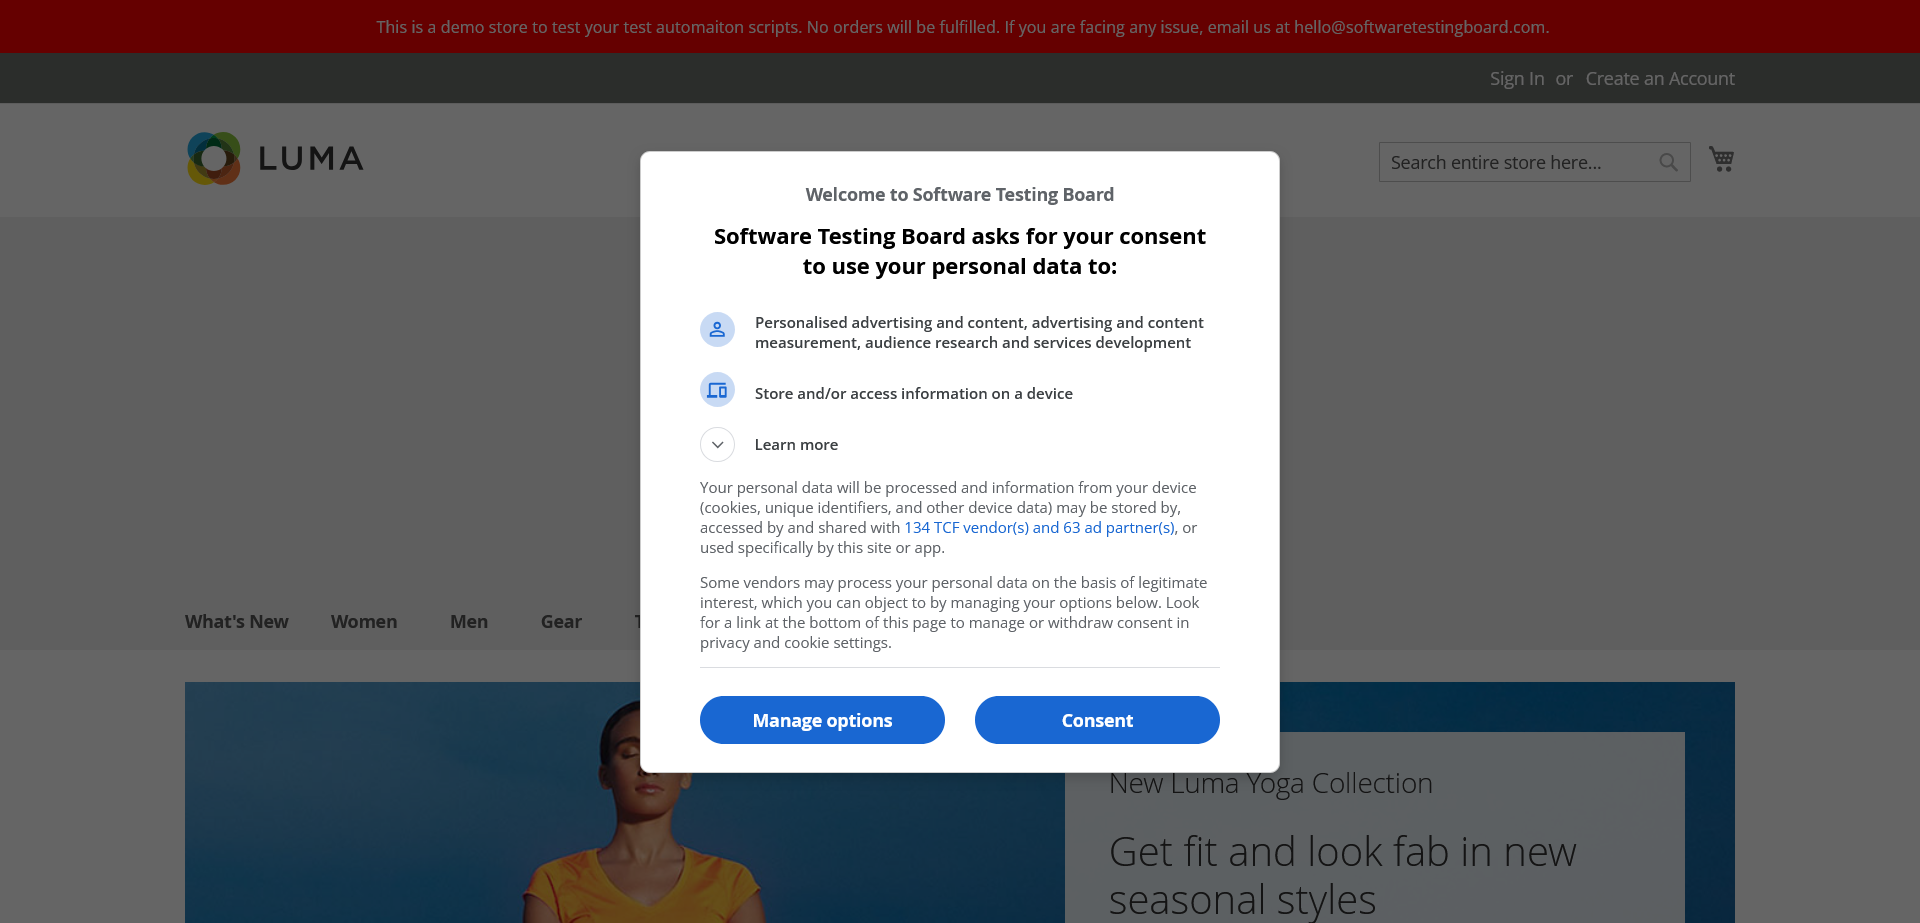 This is a demo store to test your test automaiton scripts. No orders will be fulfilled. If you are facing any issue, email us at hello@softwaretestingboard.com.
Sign In or Create an Account
LUMA
Search entire store here...
Welcome to Software Testing Board
Software Testing Board asks for your consent
to use your personal data to:
Personalised advertising and content, advertising and content
measurement, audience research and services development
Store and/or access information on a device
Learn more
Your personal data will be processed and information from your device
(cookies, unique identifiers, and other device data) may be stored by,
accessed by and shared with 134 TCF vendor(s) and 63 ad partner(s), or
used specifically by this site or app.
Some vendors may process your personal data on the basis of legitimate
interest, which you can object to by managing your options below. Look
for a link at the bottom of this page to manage or withdraw consent in
privacy and cookie settings.
What's New Women Men Gear
Manage options Consent
New Luma Yoga Collection
Get fit and look fab in new
seasonal styles